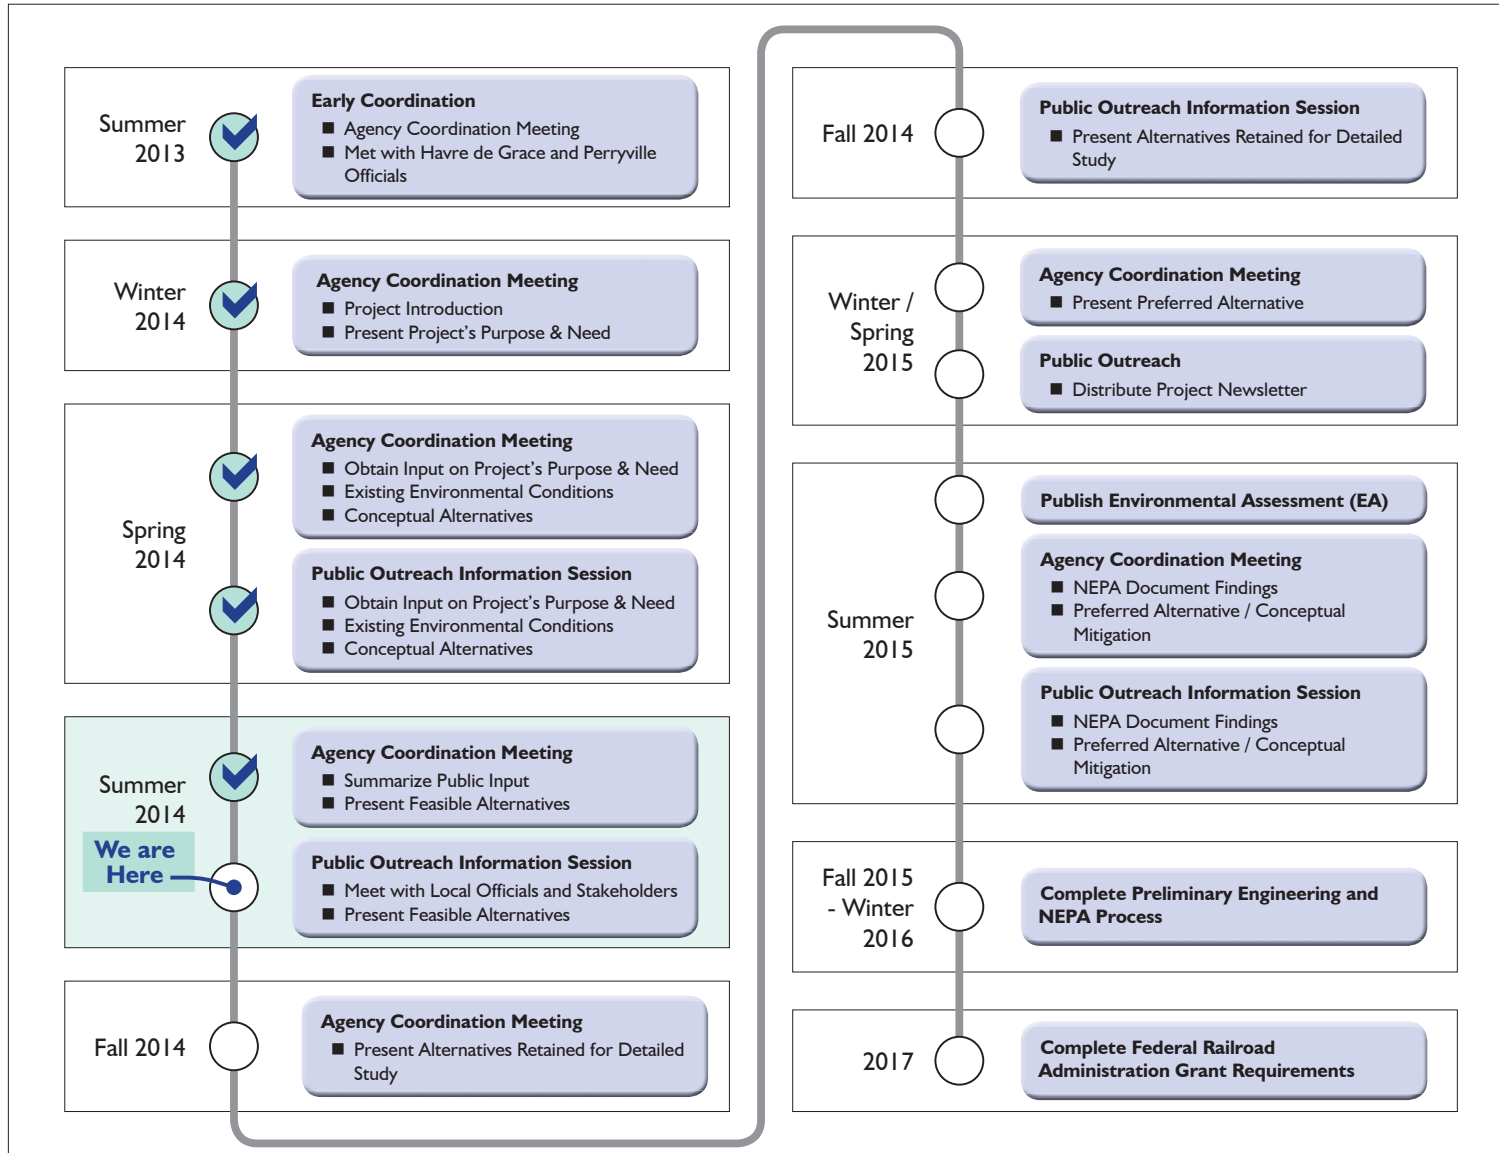 Summer
2013
Early Coordination
■ Agency Coordination Meeting
■ Met with Havre de Grace and Perryville
Officials
Winter
2014
Agency Coordination Meeting
■ Project Introduction
■ Present Project's Purpose & Need
Spring
2014
Agency Coordination Meeting
■ Obtain Input on Project's Purpose & Need
■ Existing Environmental Conditions
■ Conceptual Alternatives
Public Outreach Information Session
■ Obtain Input on Project's Purpose & Need
■ Existing Environmental Conditions
■ Conceptual Alternatives
Summer
2014
We are
Here
Agency Coordination Meeting
■ Summarize Public Input
■ Present Feasible Alternatives
Public Outreach Information Session
■ Meet with Local Officials and Stakeholders
■ Present Feasible Alternatives
Fall 2014
Agency Coordination Meeting
■ Present Alternatives Retained for Detailed
Study
Fall 2014
Public Outreach Information Session
■ Present Alternatives Retained for Detailed
Study
Winter /
Spring
2015
Agency Coordination Meeting
■ Present Preferred Alternative
Public Outreach
■ Distribute Project Newsletter
Summer
2015
Publish Environmental Assessment (EA)
Agency Coordination Meeting
■ NEPA Document Findings
■ Preferred Alternative / Conceptual
Mitigation
Public Outreach Information Session
■ NEPA Document Findings
■ Preferred Alternative / Conceptual
Mitigation
Fall 2015
- Winter
2016
Complete Preliminary Engineering and
NEPA Process
2017
Complete Federal Railroad
Administration Grant Requirements